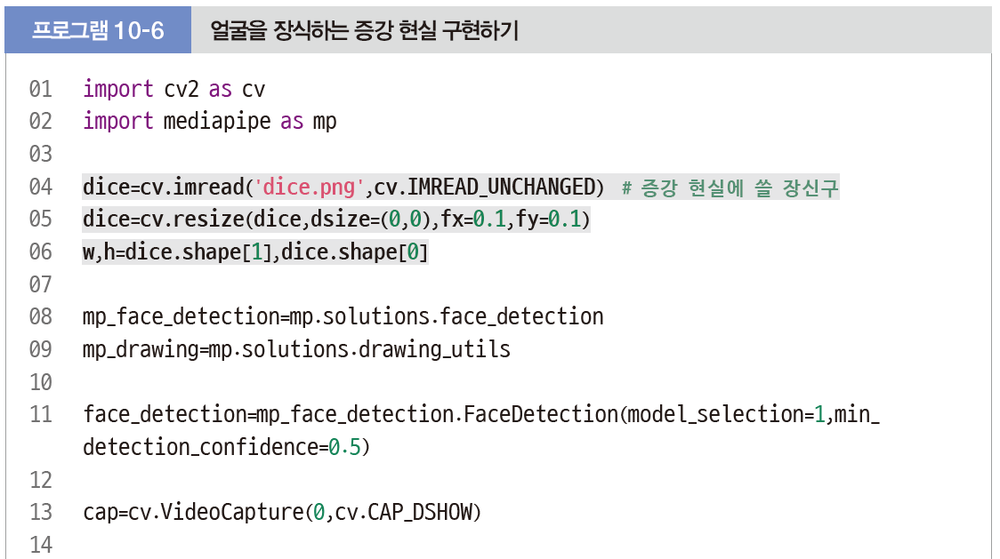 프로그램 10-6 얼굴을 장식하는 증강 현실 구현하기
01 import cv2 as cv
02 import mediapipe as mp
03
04 dice=cv.imread('dice.png',cv.IMREAD_UNCHANGED) # 증강 현실에 쓸 장신구
05 dice=cv.resize(dice,dsize=(0,0),fx=0.1,fy=0.1)
06 w,h=dice.shape[1],dice.shape[0]
07
08 mp_face_detection=mp.solutions.face_detection
09 mp_drawing=mp.solutions.drawing_utils
10
11 face_detection=mp_face_detection.FaceDetection(model_selection=1,min_
detection_confidence=0.5)
12
13 cap=cv.VideoCapture(0,cv.CAP_DSHOW)
14